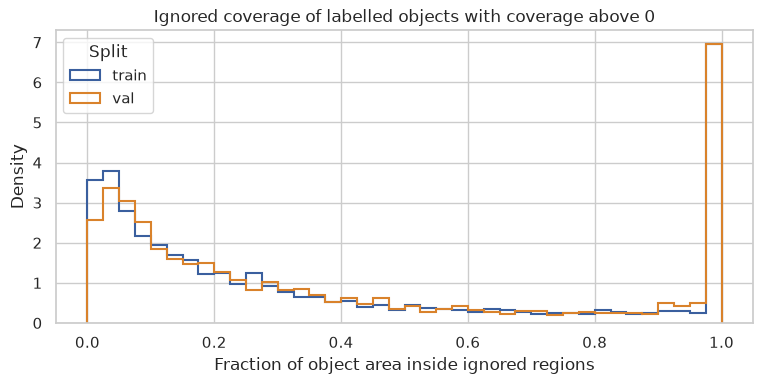 Ignored coverage of labelled objects with coverage above 0
Split
train
val
Density
7
6
5
4
3
2
1
0
0.0 0.2 0.4 0.6 0.8 1.0
Fraction of object area inside ignored regions